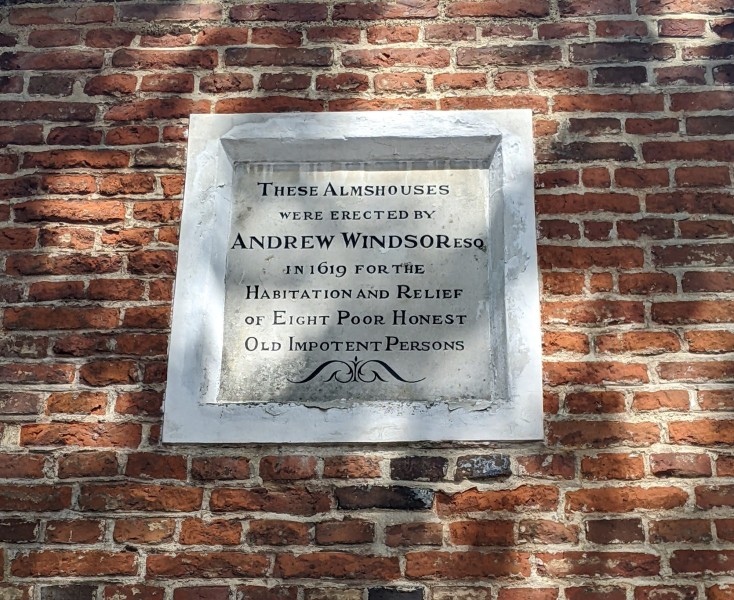 These Almshouses
were erected by
Andrew Windsor Esq
in 1619 for the
Habitation and Relief
of Eight Poor Honest
Old Impotent Persons